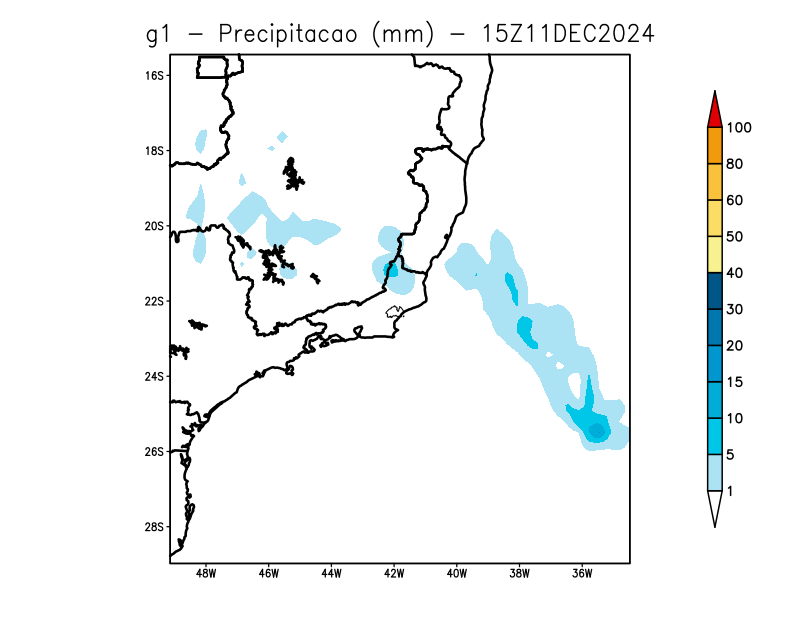 g1 – Precipitacao (mm) – 15Z11DEC2024
16S
18S
20S
22S
24S
26S
28S
48W 46W 44W 42W 40W 38W 36W
100
80
60
50
40
30
20
15
10
5
1